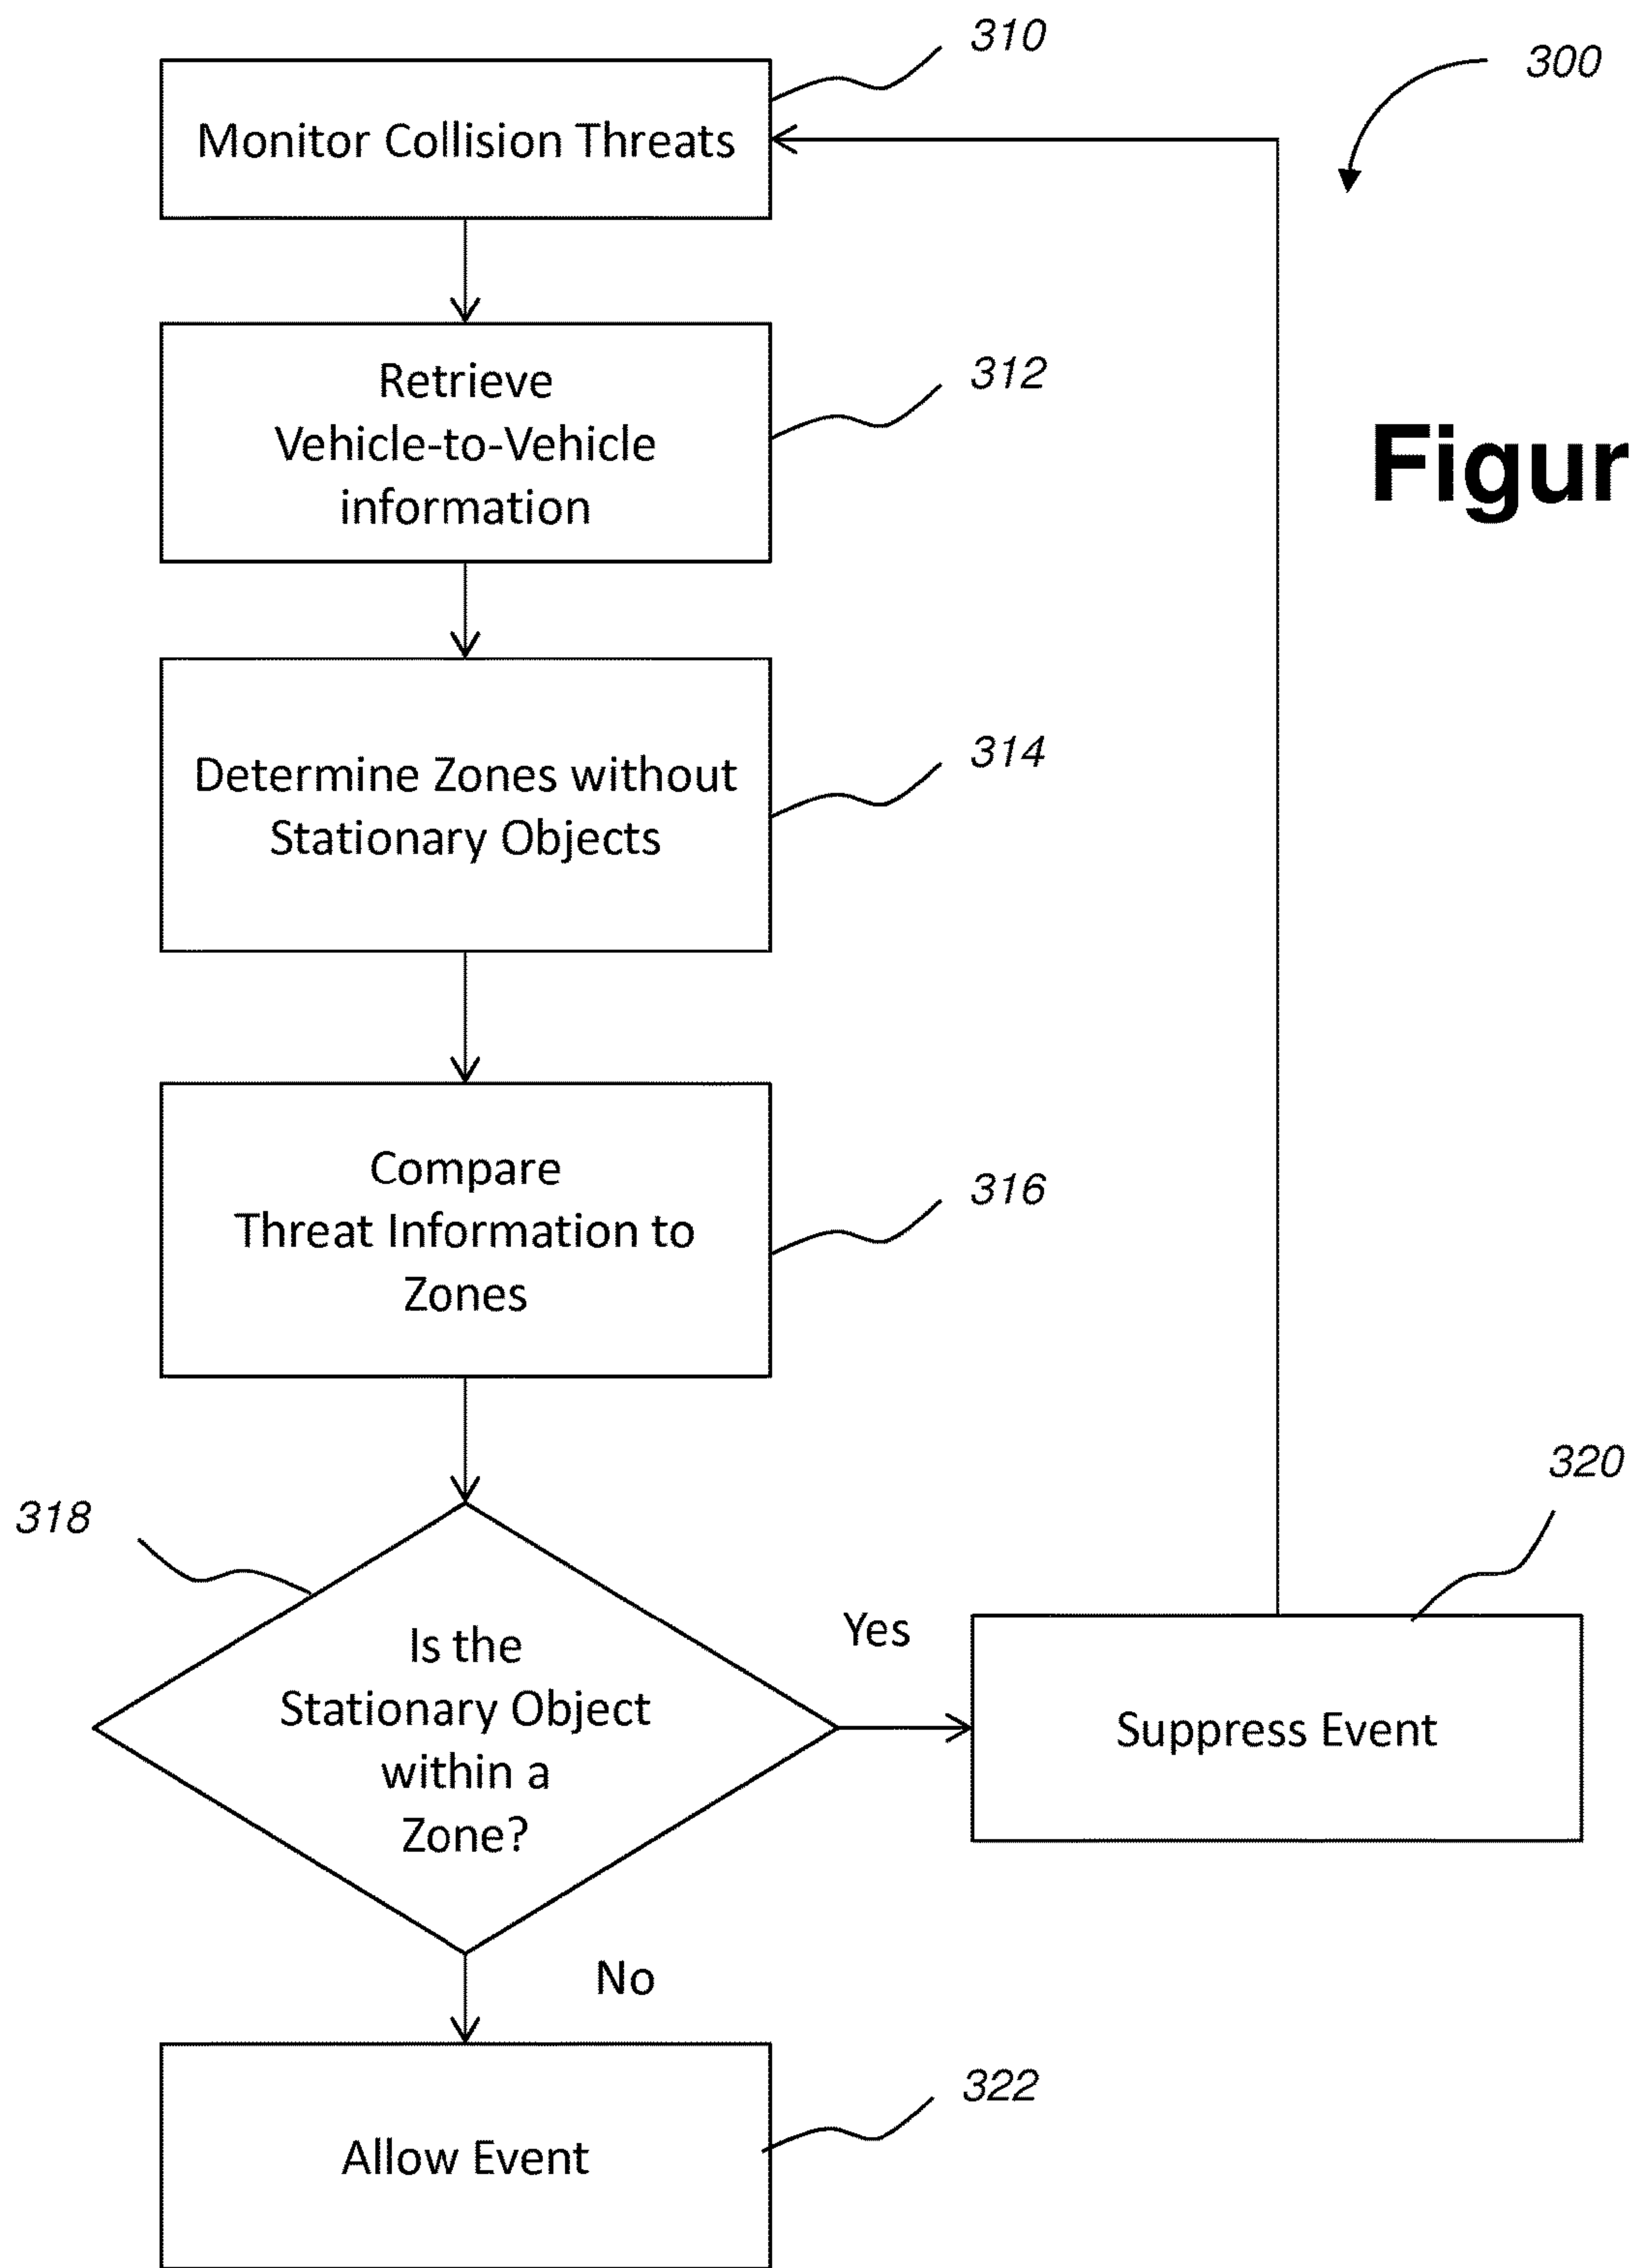 310
300
Monitor Collision Threats
312
Retrieve
Vehicle-to-Vehicle
information
Figur
314
Determine Zones without
Stationary Objects
316
Compare
Threat Information to
Zones
318
320
Is the
Stationary Object
within a
Zone?
Yes
Suppress Event
No
322
Allow Event